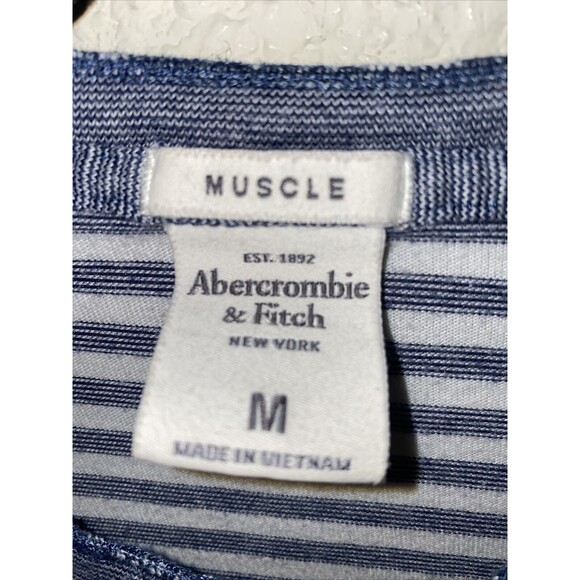 MUSCLE
EST. 1892
Abercrombie
& Fitch
NEW YORK
M
MADE IN VIETNAM